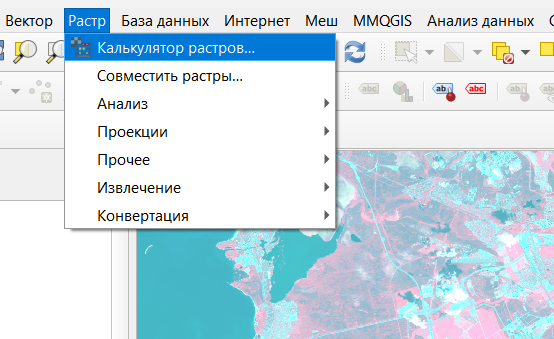 Вектор Растр База данных Интернет Меш MMQGIS Анализ данных
Калькулятор растров...
Совместить растры...
abc ab abc
Анализ
Проекции
Прочее
Извлечение
Конвертация